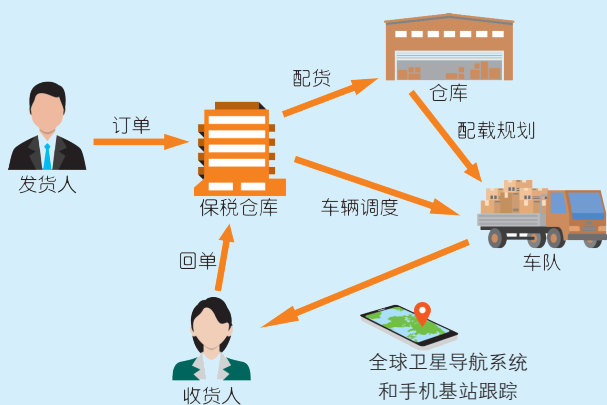 配货
仓库
订单
配载规划
发货人
保税仓库
车辆调度
回单
车队
全球卫星导航系统
和手机基站跟踪
收货人